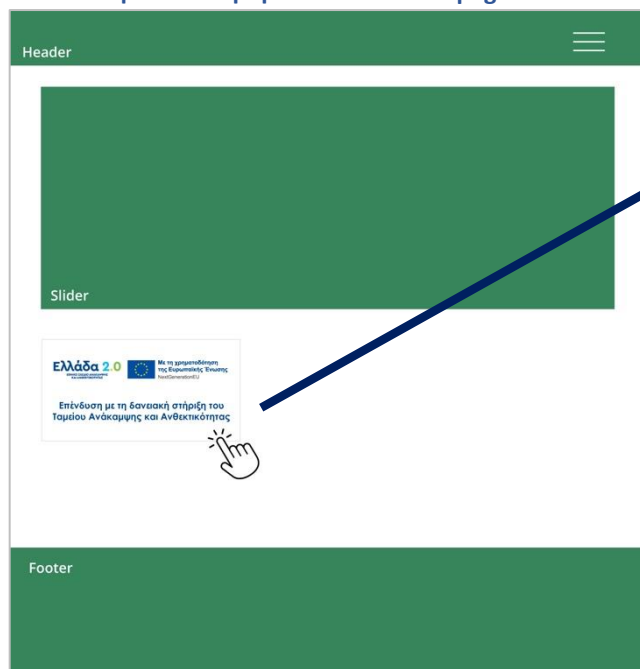 Header
Slider
Ελλάδα 2.0
Με τη χρηματοδότηση
της Ευρωπαϊκής Ένωσης
NextGenerationEU
Επένδυση με τη δανειακή στήριξη του
Ταμείου Ανάκαμψης και Ανθεκτικότητας
Footer